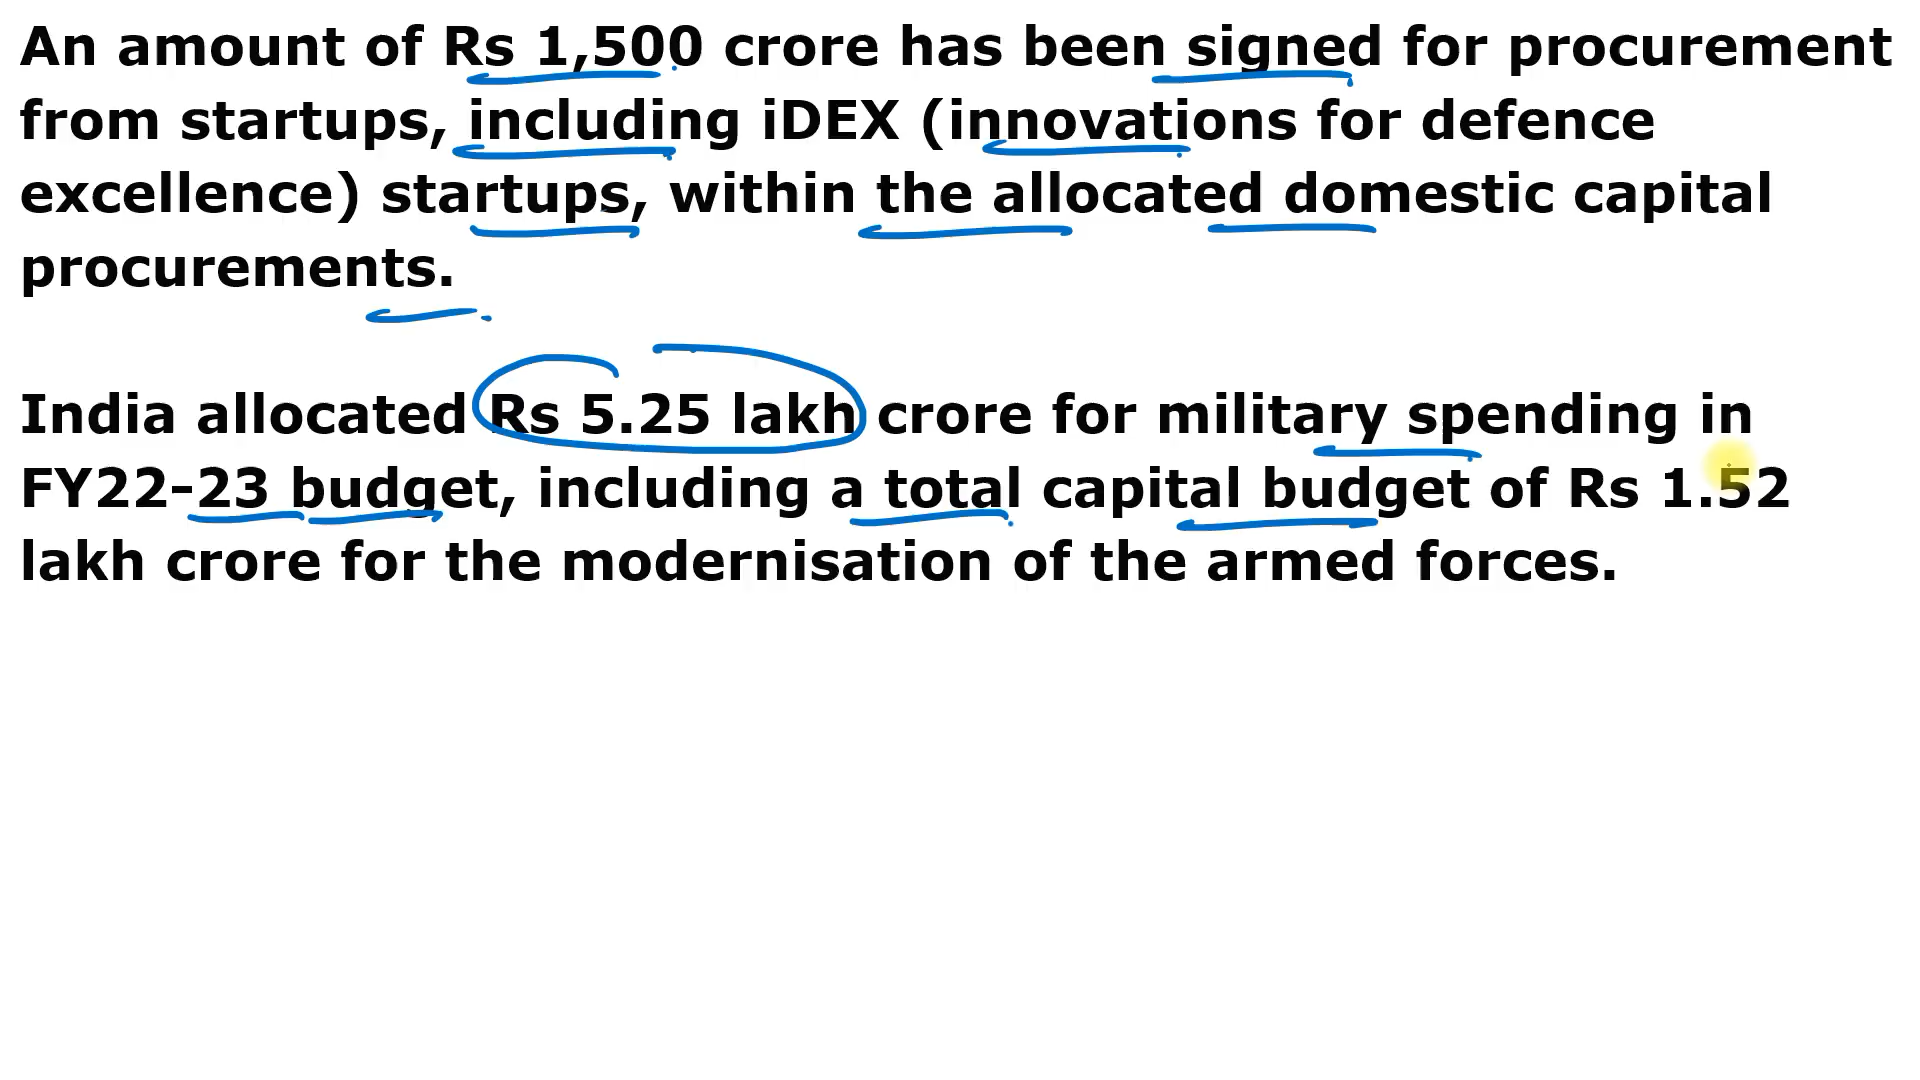 An amount of Rs 1,500 crore has been signed for procurement
from startups, including iDEX (innovations for defence
excellence) startups, within the allocated domestic capital
procurements.
India allocated Rs 5.25 lakh crore for military spending in
FY22-23 budget, including a total capital budget of Rs 1.52
lakh crore for the modernisation of the armed forces.